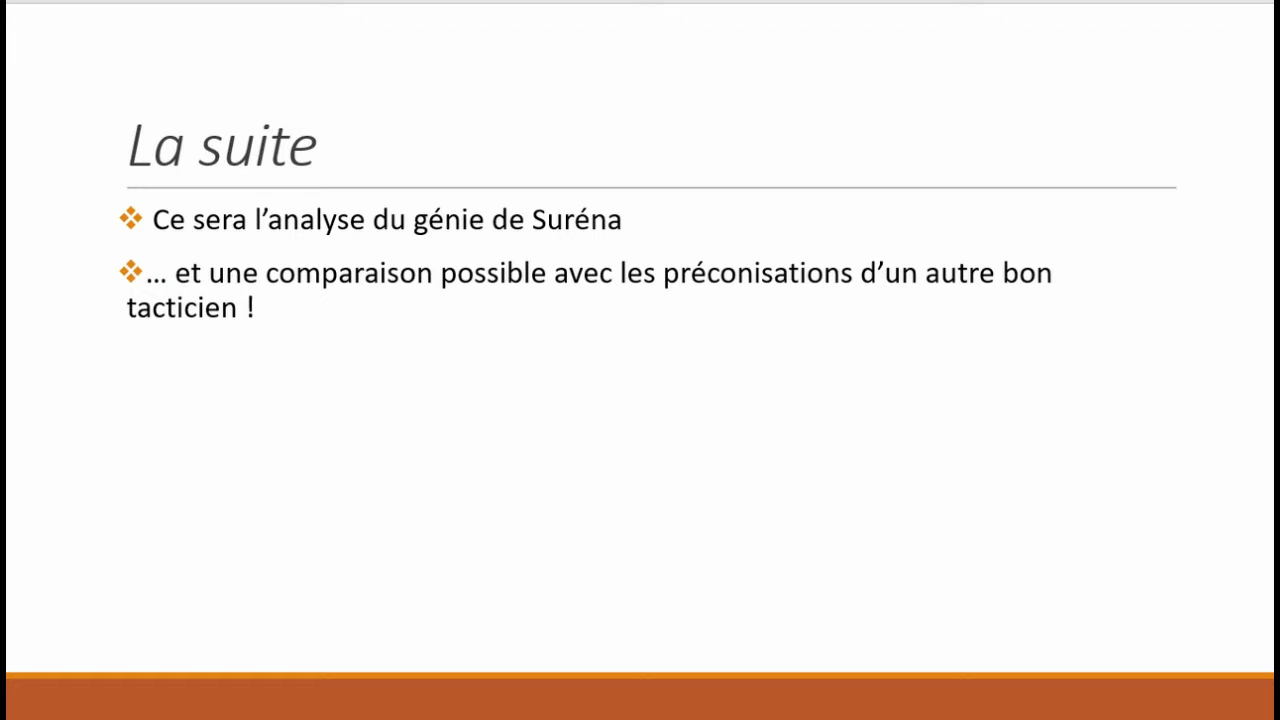 La suite
Ce sera l’analyse du génie de Suréna
… et une comparaison possible avec les préconisations d’un autre bon
tacticien !